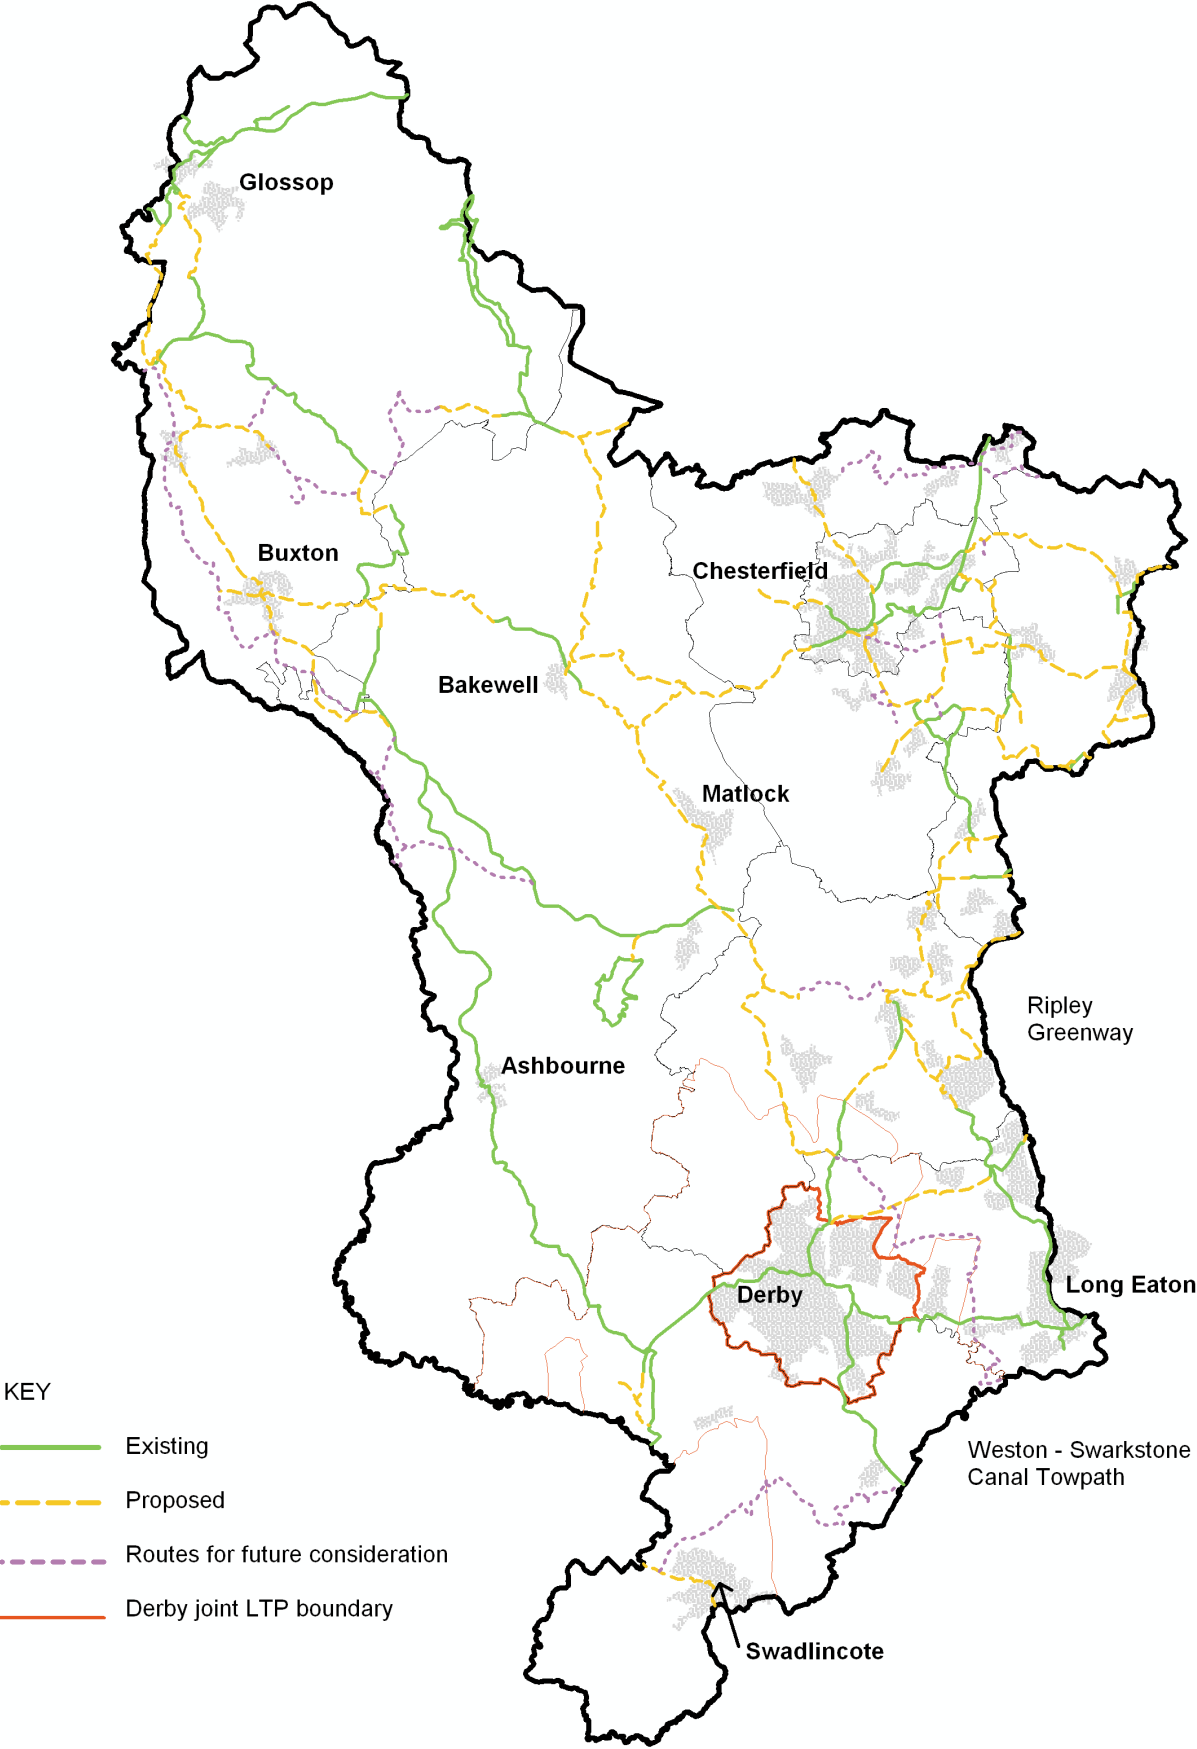 Glossop
Buxton
Chesterfield
Bakewell
Matlock
Ripley
Greenway
Ashbourne
Derby
Long Eaton
KEY
Existing
Proposed
Routes for future consideration
Derby joint LTP boundary
Weston - Swarkstone
Canal Towpath
Swadlincote